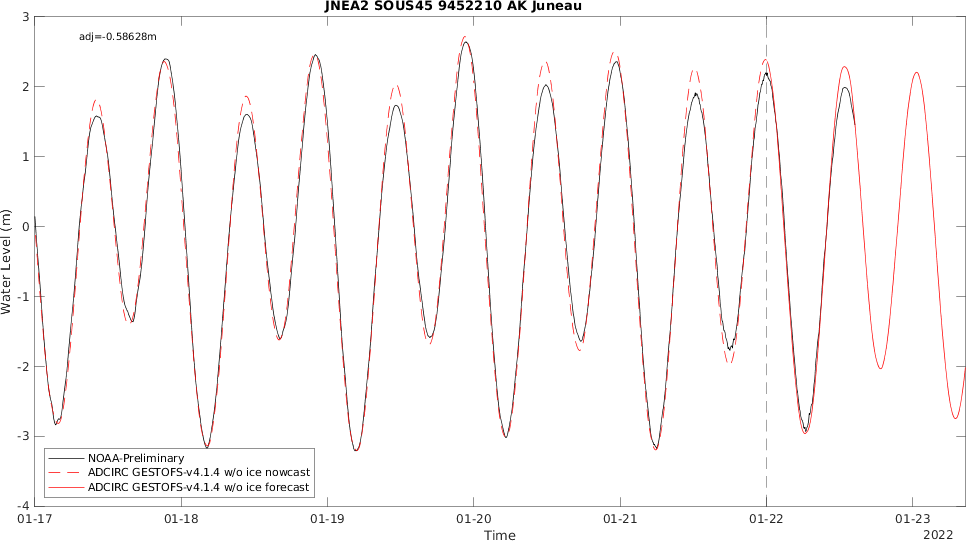 JNEA2 SOUS45 9452210 AK Juneau
adj=-0.58628m
3
2
1
0
-1
-2
-3
-4
Water Level (m)
NOAA-Preliminary
ADCIRC GESTOFS-v4.1.4 w/o ice nowcast
ADCIRC GESTOFS-v4.1.4 w/o ice forecast
01-17 01-18 01-19 01-20 01-21 01-22 01-23
Time
2022